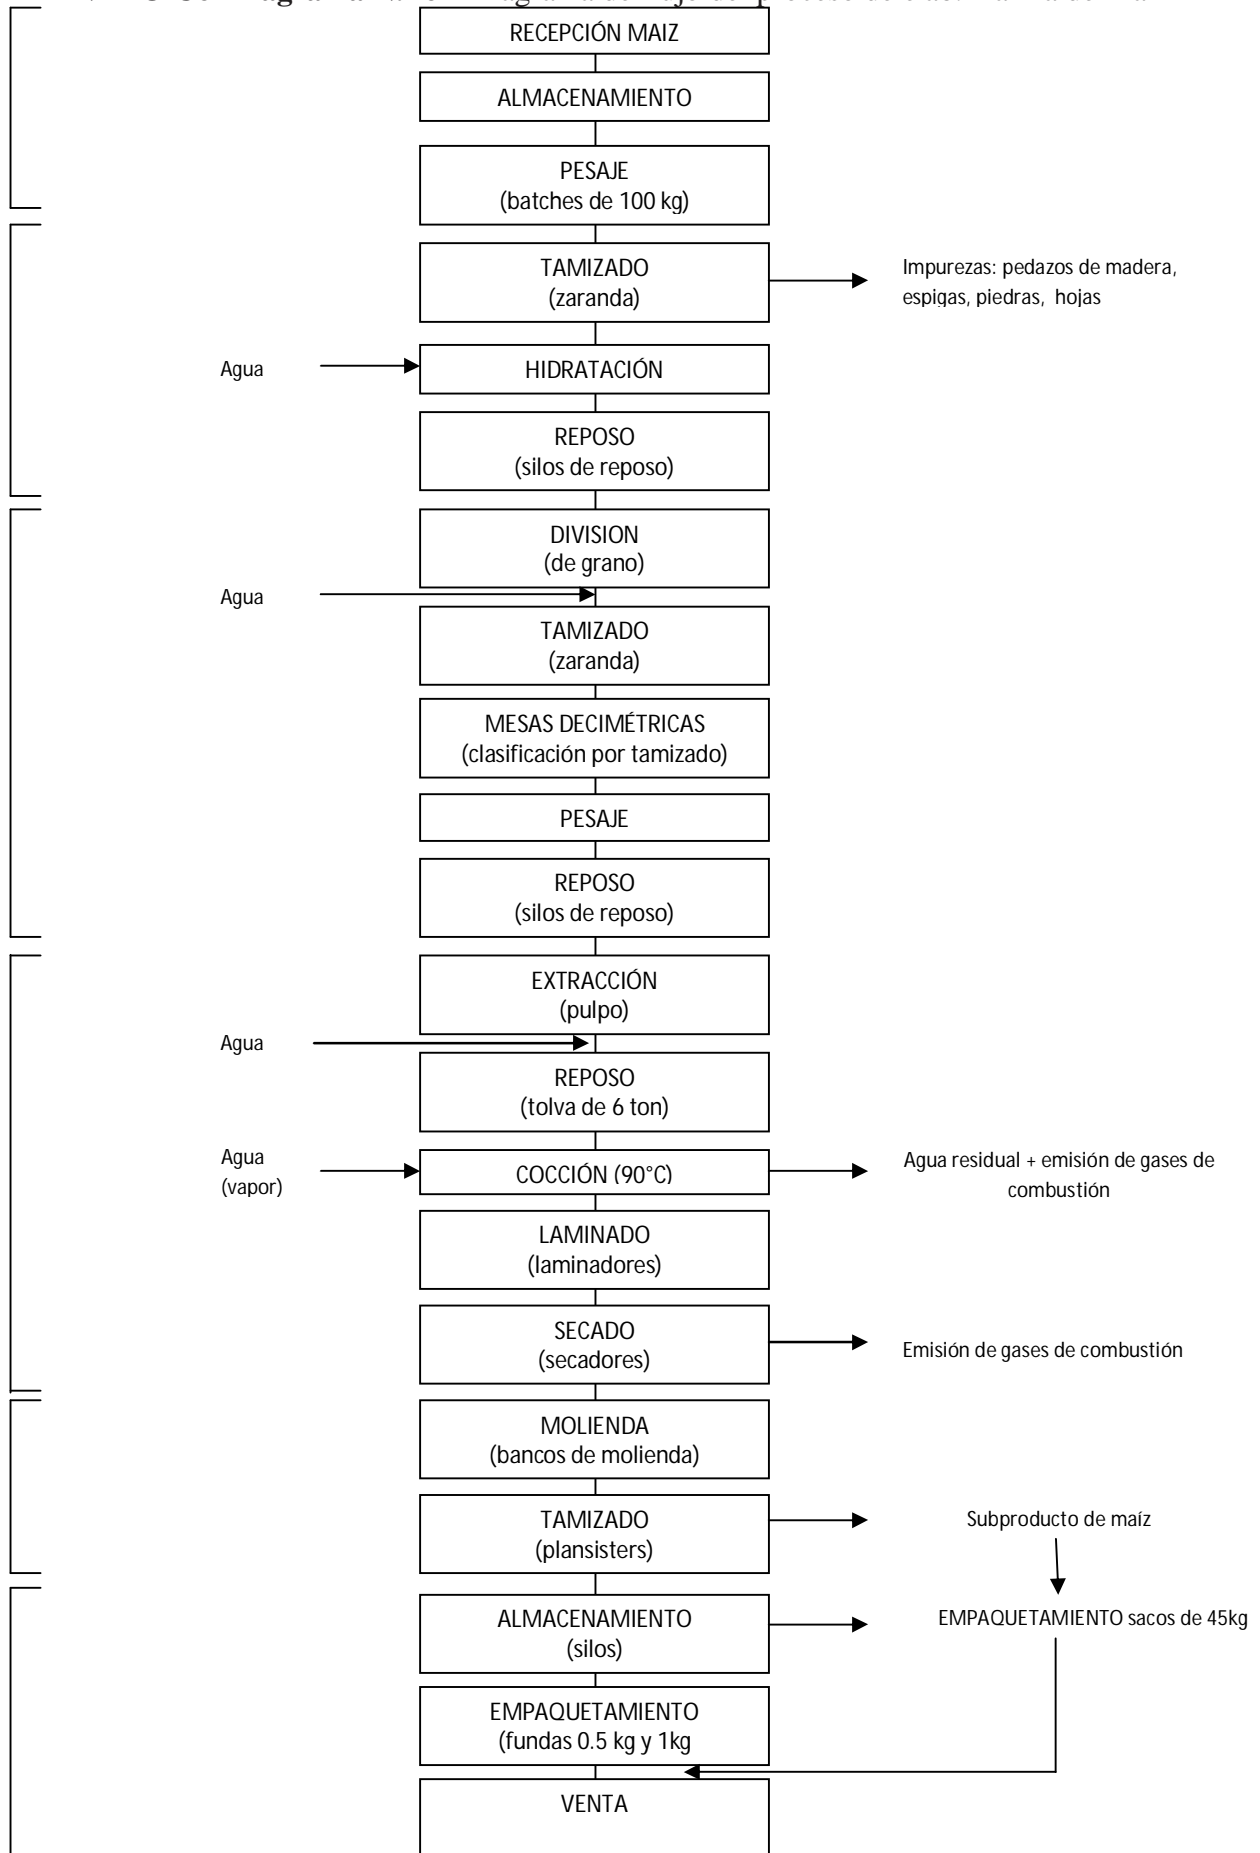 RECEPCIÓN MAIZ
ALMACENAMIENTO
PESAJE
(batches de 100 kg)
TAMIZADO
(zaranda)
Impurezas: pedazos de madera,
espigas, piedras, hojas
Agua
HIDRATACIÓN
REPOSO
(silos de reposo)
DIVISION
(de grano)
Agua
TAMIZADO
(zaranda)
MESAS DECIMÉTRICAS
(clasificación por tamizado)
PESAJE
REPOSO
(silos de reposo)
EXTRACCIÓN
(pulpo)
Agua
REPOSO
(tolva de 6 ton)
Agua
(vapor)
COCCIÓN (90°C)
Agua residual + emisión de gases de
combustión
LAMINADO
(laminadores)
SECADO
(secadores)
Emisión de gases de combustión
MOLIENDA
(bancos de molienda)
TAMIZADO
(plansisters)
Subproducto de maíz
ALMACENAMIENTO
(silos)
EMPAQUETAMIENTO sacos de 45kg
EMPAQUETAMIENTO
(fundas 0.5 kg y 1kg
VENTA